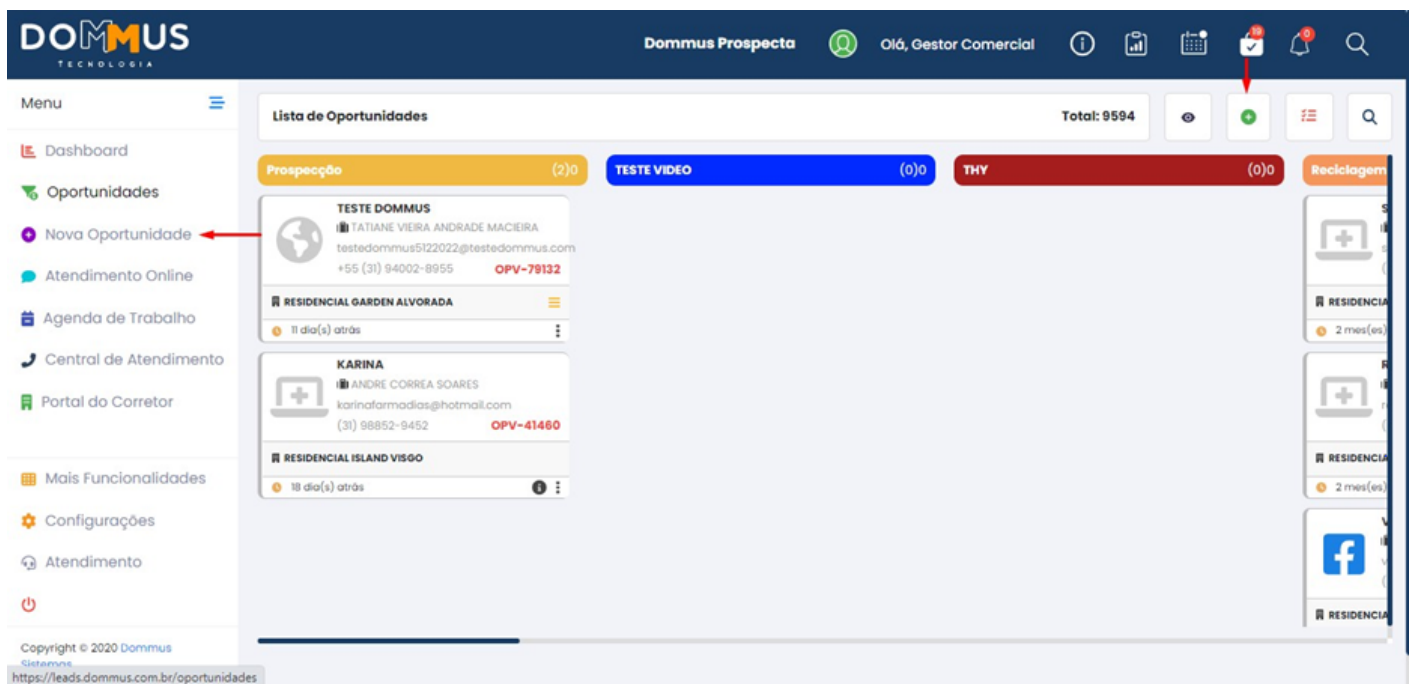 DOMMUS
TECNOLOGIA
Dommus Prospecta
Olá, Gestor Comercial
19
0
Menu
Dashboard
Oportunidades
Nova Oportunidade
Atendimento Online
Agenda de Trabalho
Central de Atendimento
Portal do Corretor
Mais Funcionalidades
Configurações
Atendimento
Copyright © 2020 Dommus
Sistemas
https://leads.dommus.com.br/oportunidades
Lista de Oportunidades
Total: 9594
Prospecção (2)0
TESTE DOMMUS
TATIANE VIEIRA ANDRADE MACIEIRA
testedommus5122022@testedommus.com
+55 (31) 94002-8955 OPV-79132
RESIDENCIAL GARDEN ALVORADA
11 dia(s) atrás
KARINA
ANDRE CORREA SOARES
karinafarmadias@hotmail.com
(31) 98852-9452 OPV-41460
RESIDENCIAL ISLAND VISGO
18 dia(s) atrás
TESTE VIDEO (0)0
THY (0)0
Reciclagem
S
s
(
RESIDENCIA
2 mes(es)
R
r
(
RESIDENCIA
2 mes(es)
V
v
(
RESIDENCIA